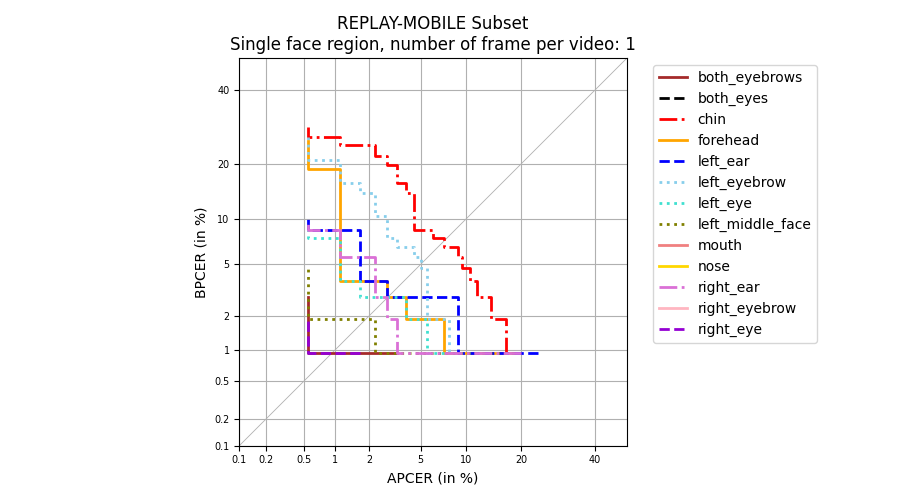 REPLAY-MOBILE Subset
Single face region, number of frame per video: 1
BPCER (in %)
40
20
10
5
2
1
0.5
0.2
0.1
0.1 0.2 0.5 1 2 5 10 20 40
APCER (in %)
both_eyebrows
both_eyes
chin
forehead
left_ear
left_eyebrow
left_eye
left_middle_face
mouth
nose
right_ear
right_eyebrow
right_eye